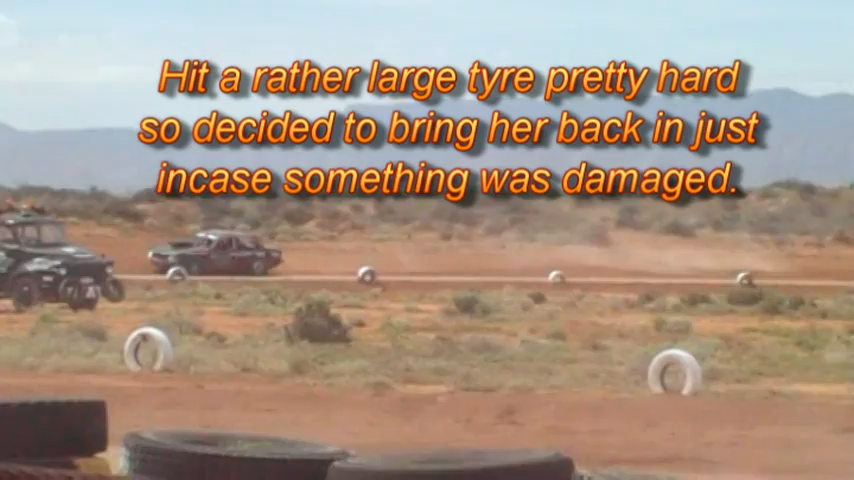 Hit a rather large tyre pretty hard
so decided to bring her back in just
incase something was damaged.